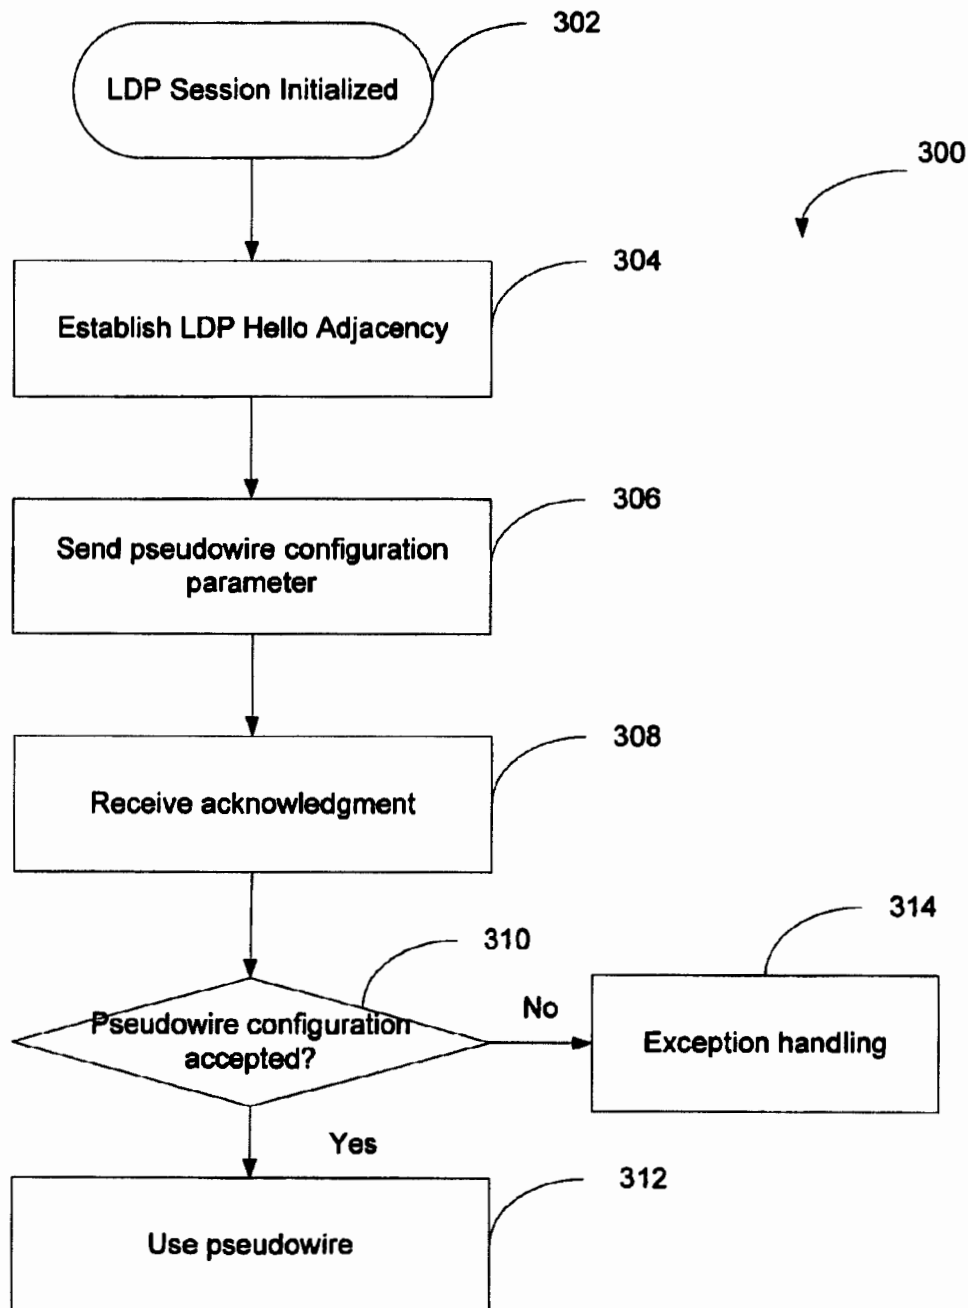 302
LDP Session Initialized
300
304
Establish LDP Hello Adjacency
306
Send pseudowire configuration
parameter
308
Receive acknowledgment
314
310
Pseudowire configuration
accepted?
No
Exception handling
Yes
312
Use pseudowire